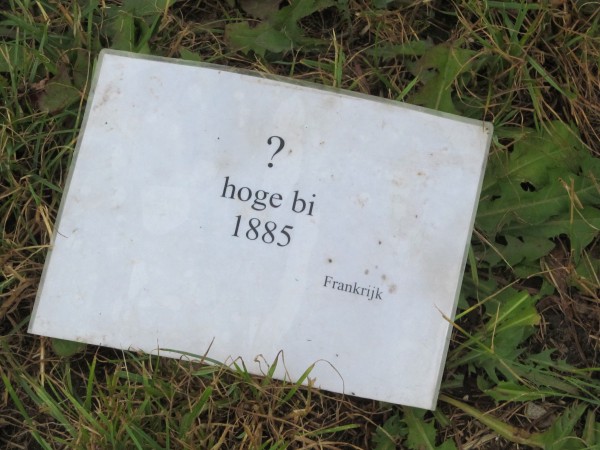 ?
hoge bi
1885
Frankrijk